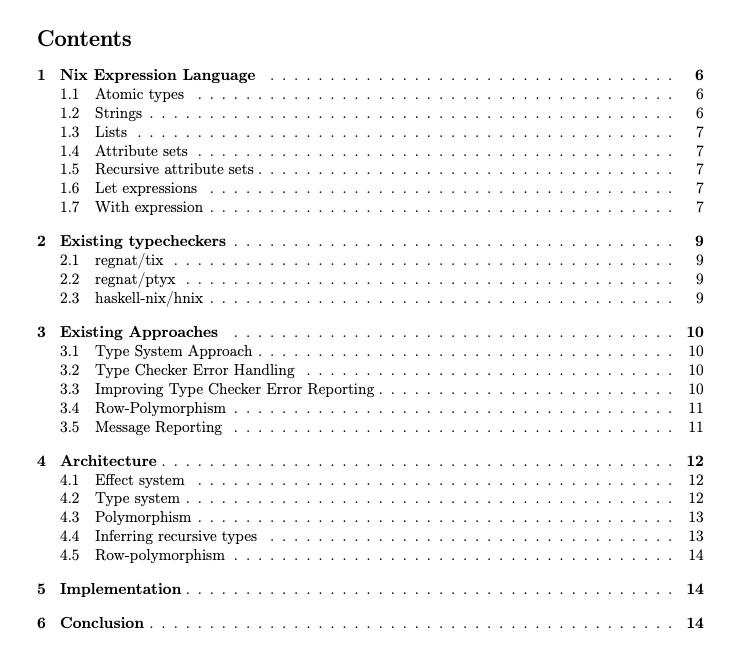 Contents
1 Nix Expression Language . . . . . . . . . . . . . . . . . . . . . . . . . . . . . . . . . . 6
1.1 Atomic types . . . . . . . . . . . . . . . . . . . . . . . . . . . . . . . . . . . . . . . . 6
1.2 Strings . . . . . . . . . . . . . . . . . . . . . . . . . . . . . . . . . . . . . . . . . . . . 6
1.3 Lists . . . . . . . . . . . . . . . . . . . . . . . . . . . . . . . . . . . . . . . . . . . . . 7
1.4 Attribute sets . . . . . . . . . . . . . . . . . . . . . . . . . . . . . . . . . . . . . . . . 7
1.5 Recursive attribute sets . . . . . . . . . . . . . . . . . . . . . . . . . . . . . . . . . . . 7
1.6 Let expressions . . . . . . . . . . . . . . . . . . . . . . . . . . . . . . . . . . . . . . . 7
1.7 With expression . . . . . . . . . . . . . . . . . . . . . . . . . . . . . . . . . . . . . . . 7
2 Existing typecheckers . . . . . . . . . . . . . . . . . . . . . . . . . . . . . . . . . . . . . 9
2.1 regnat/tix . . . . . . . . . . . . . . . . . . . . . . . . . . . . . . . . . . . . . . . . . . 9
2.2 regnat/ptyx . . . . . . . . . . . . . . . . . . . . . . . . . . . . . . . . . . . . . . . . . 9
2.3 haskell-nix/hnix . . . . . . . . . . . . . . . . . . . . . . . . . . . . . . . . . . . . . . . 9
3 Existing Approaches . . . . . . . . . . . . . . . . . . . . . . . . . . . . . . . . . . . . . 10
3.1 Type System Approach . . . . . . . . . . . . . . . . . . . . . . . . . . . . . . . . . . . 10
3.2 Type Checker Error Handling . . . . . . . . . . . . . . . . . . . . . . . . . . . . . . . 10
3.3 Improving Type Checker Error Reporting . . . . . . . . . . . . . . . . . . . . . . . . . 10
3.4 Row-Polymorphism . . . . . . . . . . . . . . . . . . . . . . . . . . . . . . . . . . . . . 11
3.5 Message Reporting . . . . . . . . . . . . . . . . . . . . . . . . . . . . . . . . . . . . . 11
4 Architecture . . . . . . . . . . . . . . . . . . . . . . . . . . . . . . . . . . . . . . . . . . . 12
4.1 Effect system . . . . . . . . . . . . . . . . . . . . . . . . . . . . . . . . . . . . . . . . 12
4.2 Type system . . . . . . . . . . . . . . . . . . . . . . . . . . . . . . . . . . . . . . . . . 12
4.3 Polymorphism . . . . . . . . . . . . . . . . . . . . . . . . . . . . . . . . . . . . . . . . 13
4.4 Inferring recursive types . . . . . . . . . . . . . . . . . . . . . . . . . . . . . . . . . . 13
4.5 Row-polymorphism . . . . . . . . . . . . . . . . . . . . . . . . . . . . . . . . . . . . . 14
5 Implementation . . . . . . . . . . . . . . . . . . . . . . . . . . . . . . . . . . . . . . . . . 14
6 Conclusion . . . . . . . . . . . . . . . . . . . . . . . . . . . . . . . . . . . . . . . . . . . . 14